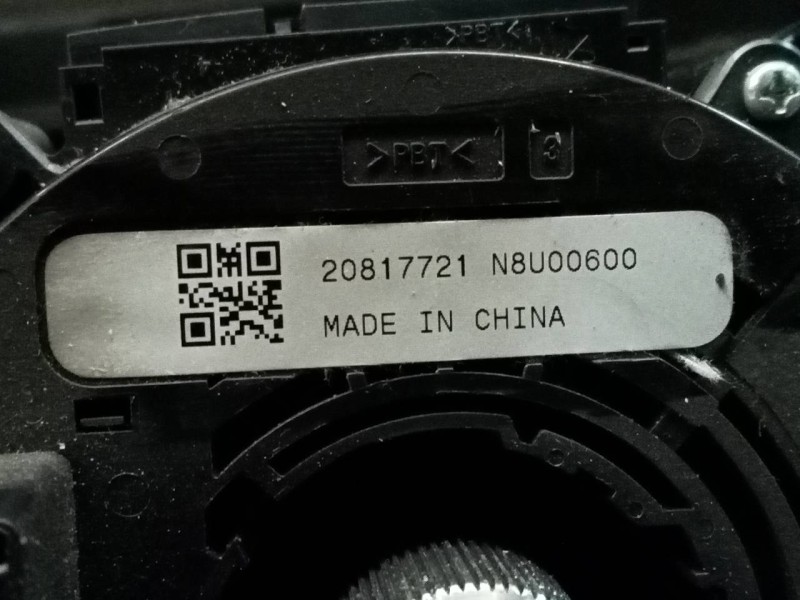 >PBT<
>PBT< 3
20817721 N8U00600
MADE IN CHINA